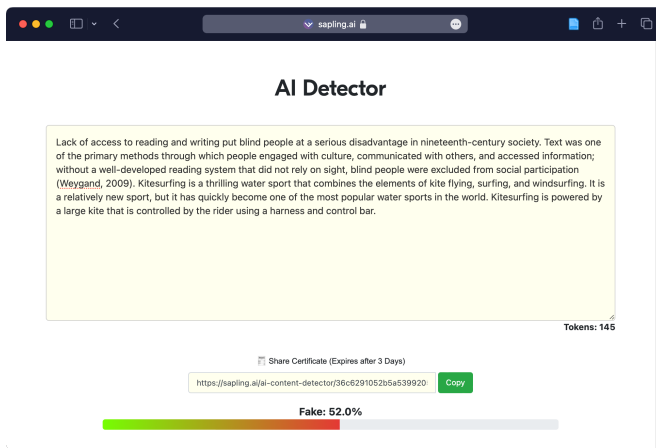 sapling.ai
AI Detector
Lack of access to reading and writing put blind people at a serious disadvantage in nineteenth-century society. Text was one
of the primary methods through which people engaged with culture, communicated with others, and accessed information;
without a well-developed reading system that did not rely on sight, blind people were excluded from social participation
(Weygand, 2009). Kitesurfing is a thrilling water sport that combines the elements of kite flying, surfing, and windsurfing. It is
a relatively new sport, but it has quickly become one of the most popular water sports in the world. Kitesurfing is powered by
a large kite that is controlled by the rider using a harness and control bar.
Tokens: 145
Share Certificate (Expires after 3 Days)
https://sapling.ai/ai-content-detector/36c6291052b5a539920
Copy
Fake: 52.0%